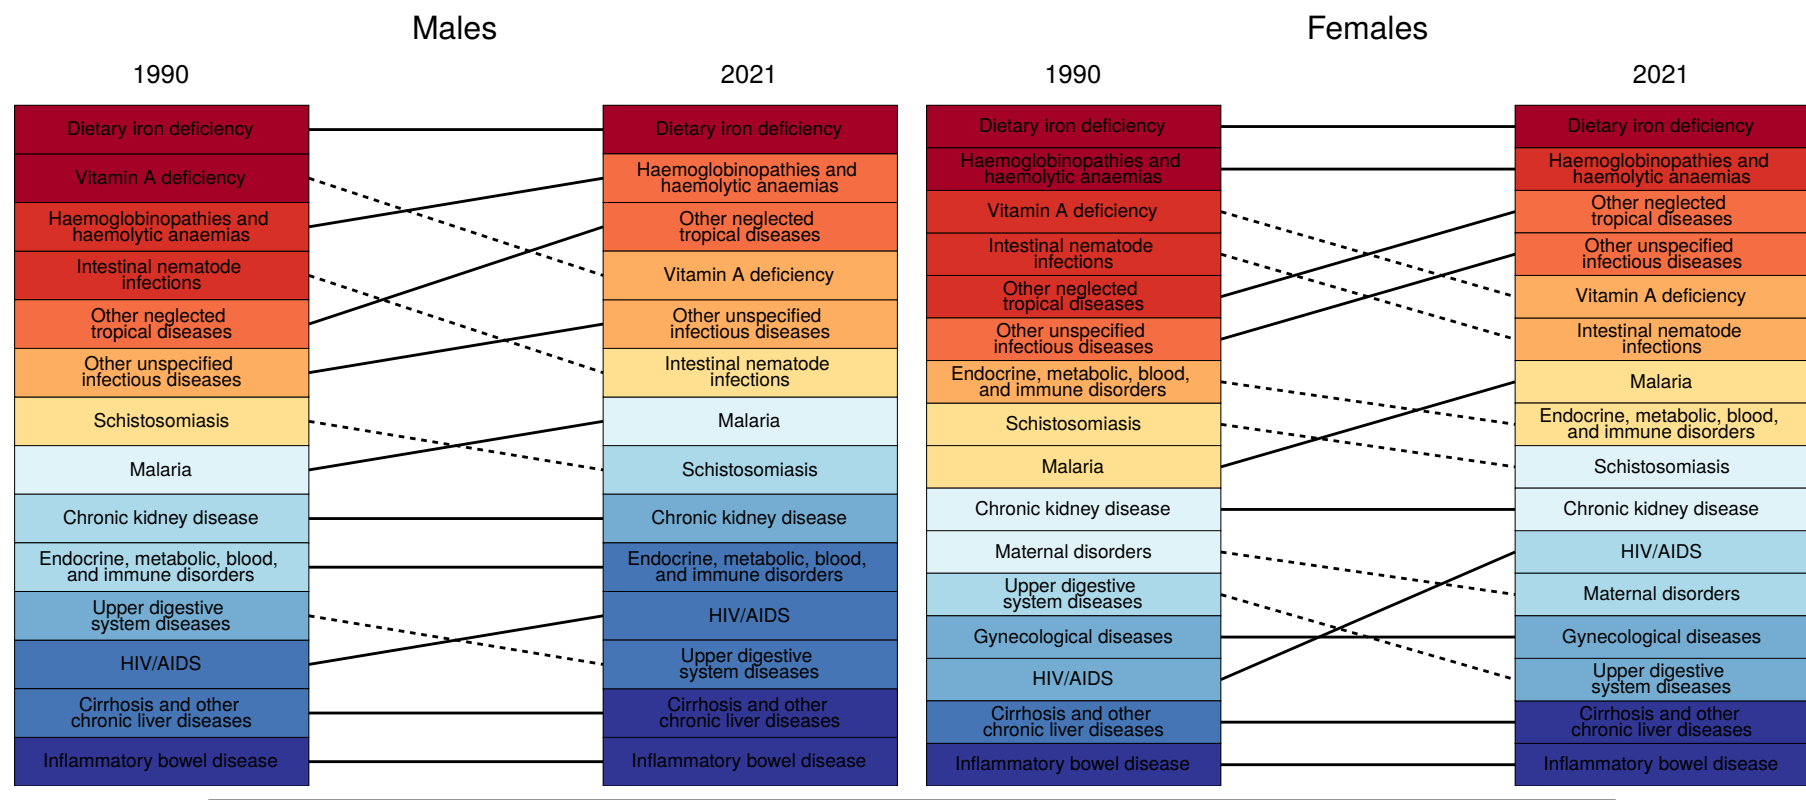 Males
1990
2021
Dietary iron deficiency
Vitamin A deficiency
Haemoglobinopathies and
haemolytic anaemias
Intestinal nematode
infections
Other neglected
tropical diseases
Other unspecified
infectious diseases
Schistosomiasis
Malaria
Chronic kidney disease
Endocrine, metabolic, blood,
and immune disorders
Upper digestive
system diseases
HIV/AIDS
Cirrhosis and other
chronic liver diseases
Inflammatory bowel disease
Dietary iron deficiency
Haemoglobinopathies and
haemolytic anaemias
Other neglected
tropical diseases
Vitamin A deficiency
Other unspecified
infectious diseases
Intestinal nematode
infections
Malaria
Schistosomiasis
Chronic kidney disease
Endocrine, metabolic, blood,
and immune disorders
HIV/AIDS
Upper digestive
system diseases
Cirrhosis and other
chronic liver diseases
Inflammatory bowel disease
Females
1990
2021
Dietary iron deficiency
Haemoglobinopathies and
haemolytic anaemias
Vitamin A deficiency
Intestinal nematode
infections
Other neglected
tropical diseases
Other unspecified
infectious diseases
Endocrine, metabolic, blood,
and immune disorders
Schistosomiasis
Malaria
Chronic kidney disease
Maternal disorders
Upper digestive
system diseases
Gynecological diseases
HIV/AIDS
Cirrhosis and other
chronic liver diseases
Inflammatory bowel disease
Dietary iron deficiency
Haemoglobinopathies and
haemolytic anaemias
Other neglected
tropical diseases
Other unspecified
infectious diseases
Vitamin A deficiency
Intestinal nematode
infections
Malaria
Endocrine, metabolic, blood,
and immune disorders
Schistosomiasis
Chronic kidney disease
HIV/AIDS
Maternal disorders
Gynecological diseases
Upper digestive
system diseases
Cirrhosis and other
chronic liver diseases
Inflammatory bowel disease